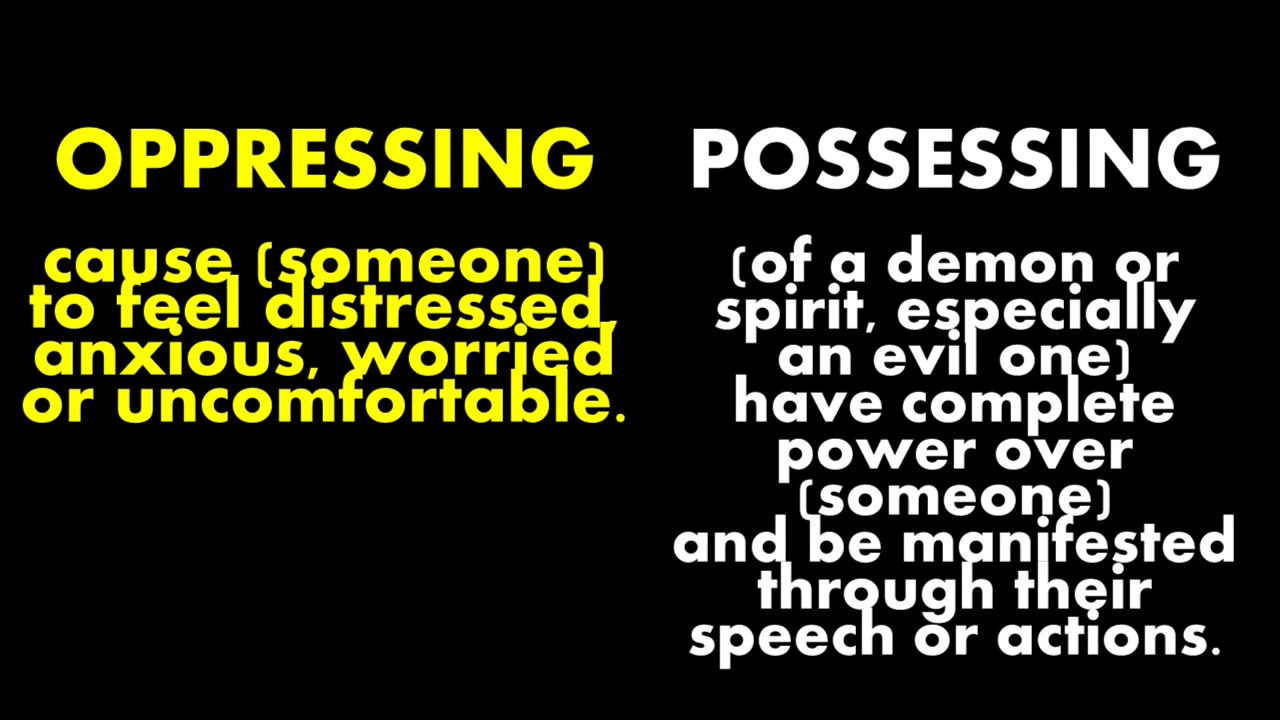 OPPRESSING
cause (someone)
to feel distressed,
anxious, worried
or uncomfortable.
POSSESSING
(of a demon or
spirit, especially
an evil one)
have complete
power over
(someone)
and be manifested
through their
speech or actions.